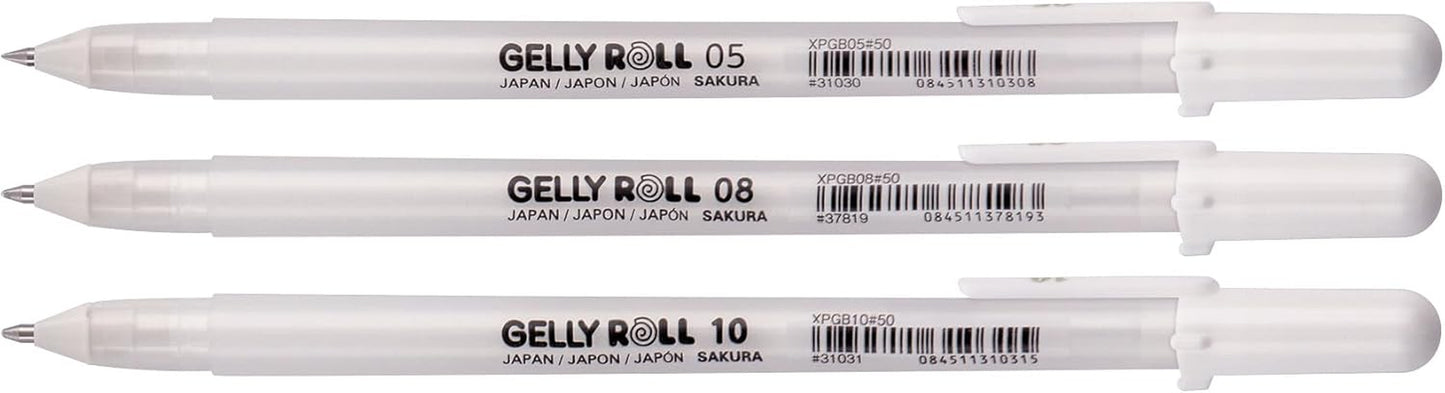 GELLY ROLL 05
JAPAN / JAPON / JAPÓN SAKURA
XPGB05#50
#31030 084511310308
GELLY ROLL 08
JAPAN / JAPON / JAPÓN SAKURA
XPGB08#50
#37819 084511378193
GELLY ROLL 10
JAPAN / JAPON / JAPÓN SAKURA
XPGB10#50
#31031 084511310315